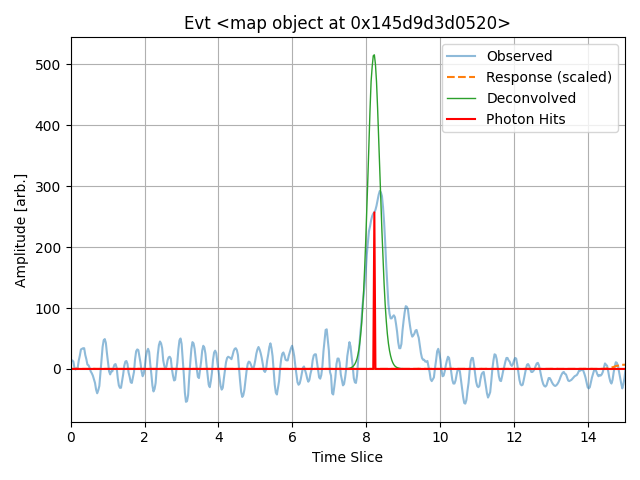 Evt <map object at 0x145d9d3d0520>
Observed
Response (scaled)
Deconvolved
Photon Hits
Amplitude [arb.]
500
400
300
200
100
0
0 2 4 6 8 10 12 14
Time Slice